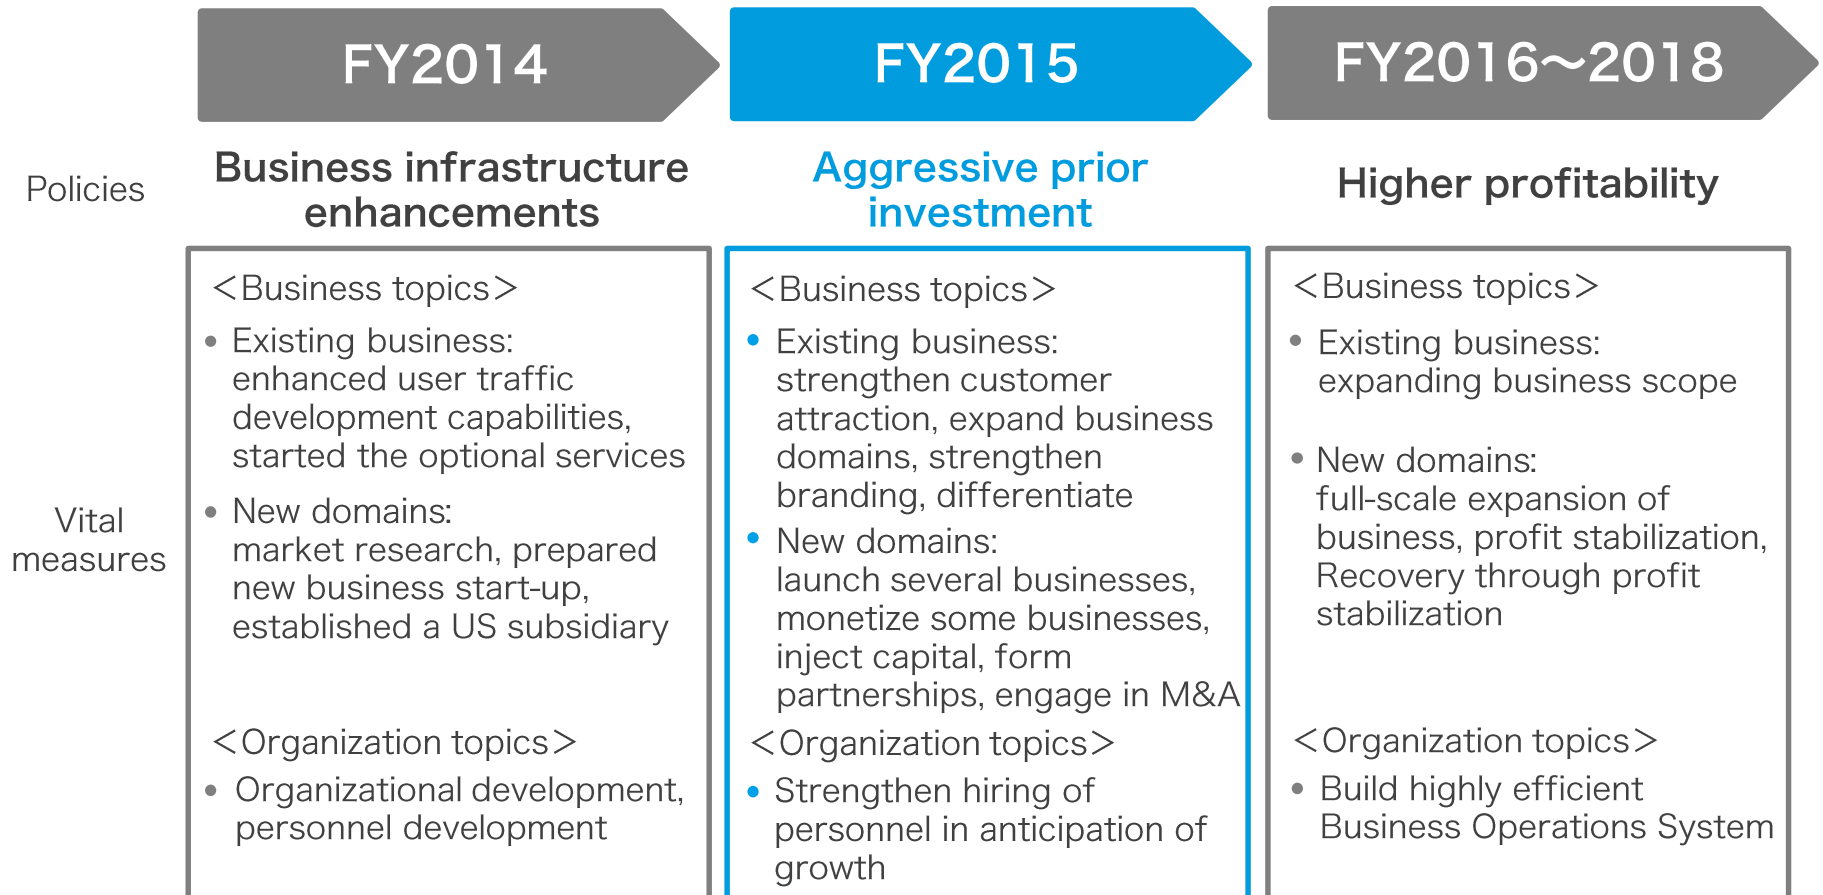 FY2014
FY2015
FY2016〜2018
Policies
Business infrastructure
enhancements
Aggressive prior
investment
Higher profitability
Vital
measures
＜Business topics＞
• Existing business:
enhanced user traffic
development capabilities,
started the optional services
• New domains:
market research, prepared
new business start-up,
established a US subsidiary
＜Organization topics＞
• Organizational development,
personnel development
＜Business topics＞
• Existing business:
strengthen customer
attraction, expand business
domains, strengthen
branding, differentiate
• New domains:
launch several businesses,
monetize some businesses,
inject capital, form
partnerships, engage in M&A
＜Organization topics＞
• Strengthen hiring of
personnel in anticipation of
growth
＜Business topics＞
• Existing business:
expanding business scope
• New domains:
full-scale expansion of
business, profit stabilization,
Recovery through profit
stabilization
＜Organization topics＞
• Build highly efficient
Business Operations System